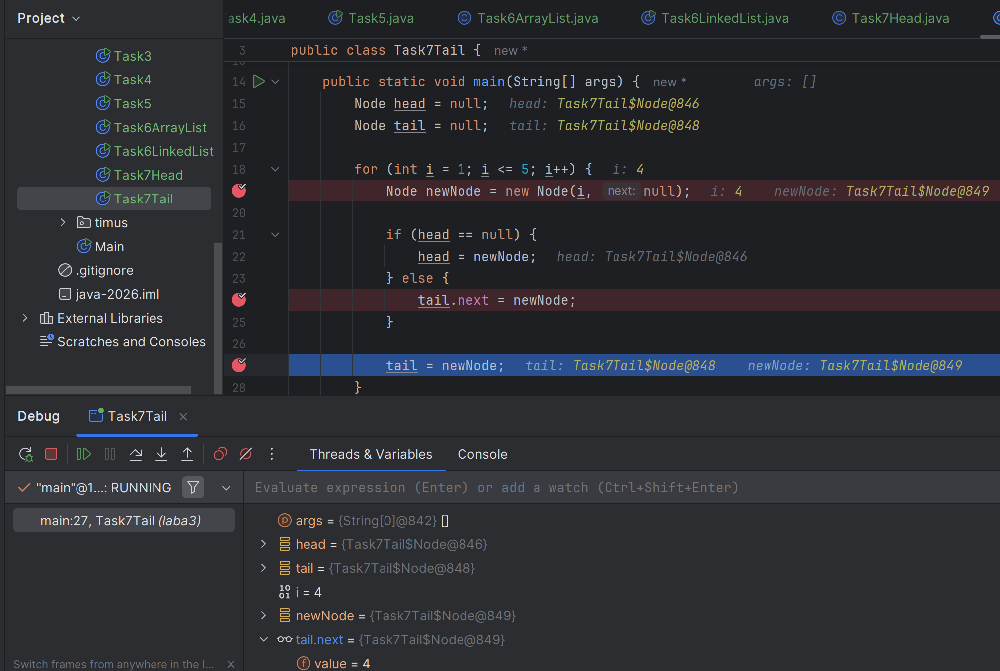 Project
Task3
Task4
Task5
Task6ArrayList
Task6LinkedList
Task7Head
Task7Tail
timus
Main
.gitignore
java-2026.iml
External Libraries
Scratches and Consoles
ask4.java Task5.java Task6ArrayList.java Task6LinkedList.java Task7Head.java
3 public class Task7Tail { new *
14 public static void main(String[] args) { new * args: []
15 Node head = null; head: Task7Tail$Node@846
16 Node tail = null; tail: Task7Tail$Node@848
17
18 for (int i = 1; i <= 5; i++) { i: 4
Node newNode = new Node(i, next: null); i: 4 newNode: Task7Tail$Node@849
20
21 if (head == null) {
22 head = newNode; head: Task7Tail$Node@846
23 } else {
tail.next = newNode;
25 }
26
tail = newNode; tail: Task7Tail$Node@848 newNode: Task7Tail$Node@849
28 }
Debug Task7Tail
Threads & Variables Console
"main"@1...: RUNNING
main:27, Task7Tail (laba3)
Switch frames from anywhere in the I...
Evaluate expression (Enter) or add a watch (Ctrl+Shift+Enter)
args = {String[0]@842} []
head = {Task7Tail$Node@846}
tail = {Task7Tail$Node@848}
i = 4
newNode = {Task7Tail$Node@849}
tail.next = {Task7Tail$Node@849}
value = 4